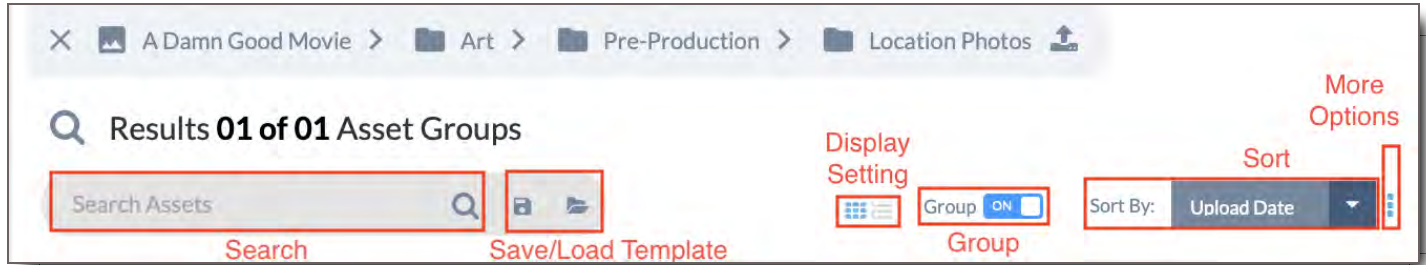 A Damn Good Movie > Art > Pre-Production > Location Photos
More
Options
Results 01 of 01 Asset Groups
Display
Setting
Sort
Search Assets
Group ON
Sort By: Upload Date
Search
Save/Load Template
Group